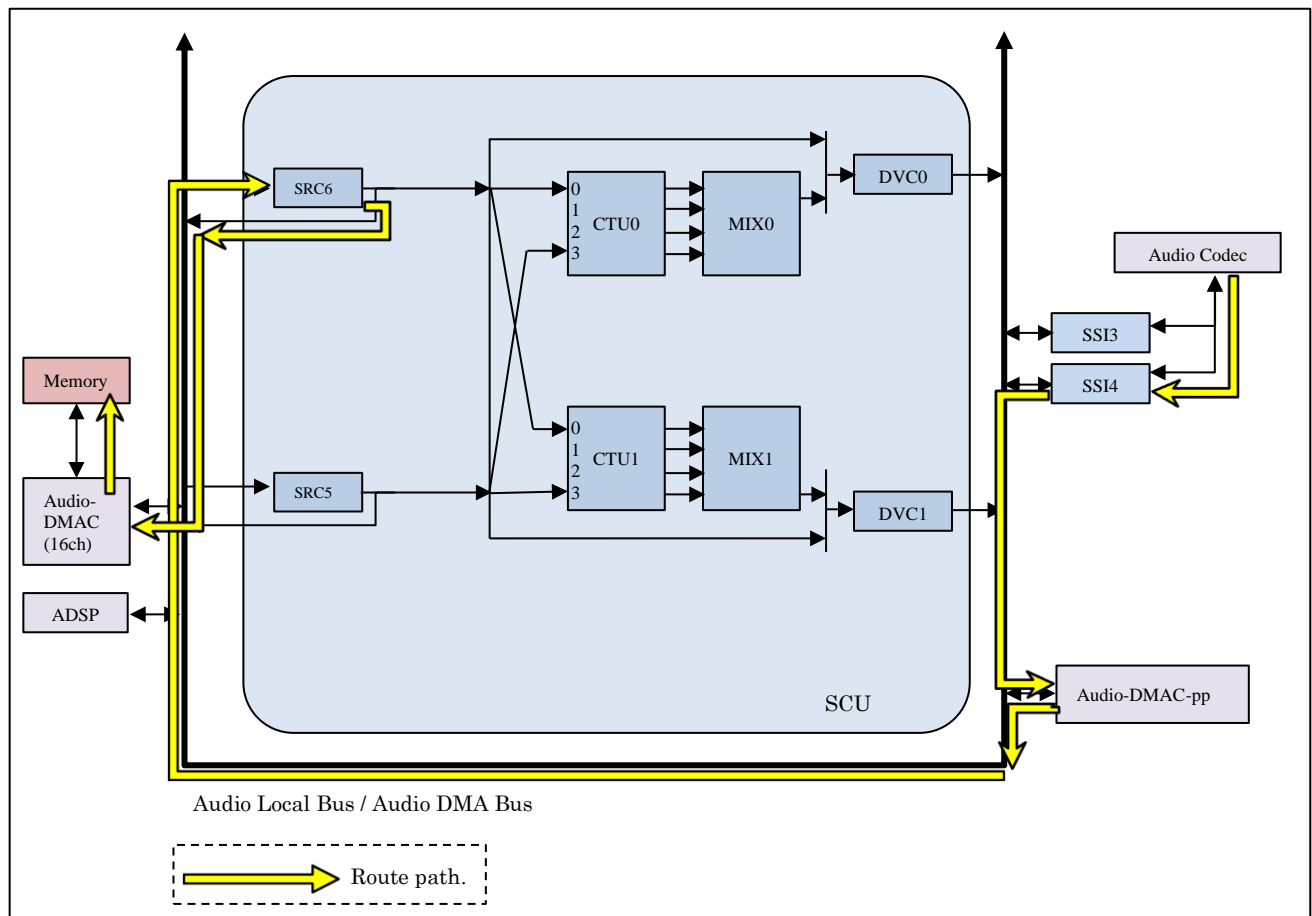 SRC6
0
1
2
3
CTU0
MIX0
DVC0
Audio Codec
SSI3
SSI4
Memory
Audio-
DMAC
(16ch)
ADSP
SRC5
0
1
2
3
CTU1
MIX1
DVC1
Audio-DMAC-pp
SCU
Audio Local Bus / Audio DMA Bus
Route path.